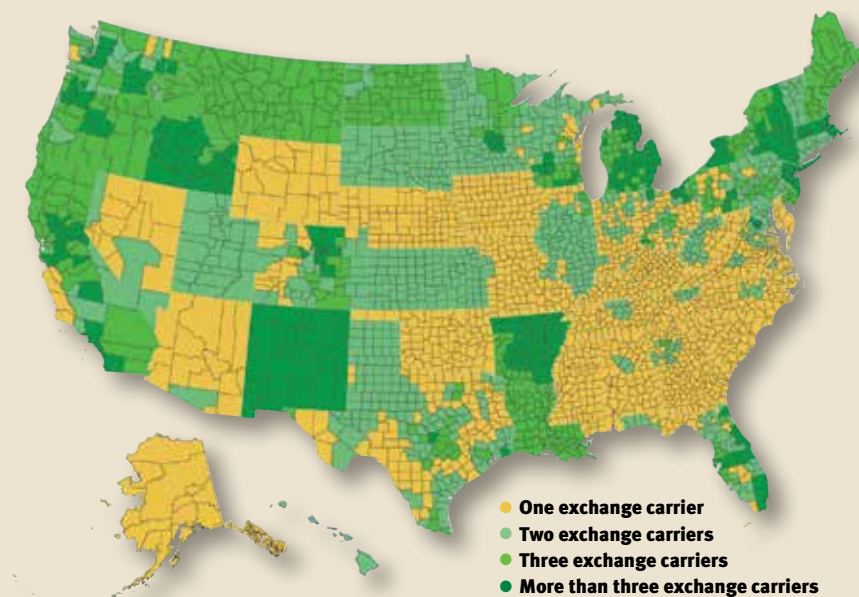 One exchange carrier
Two exchange carriers
Three exchange carriers
More than three exchange carriers